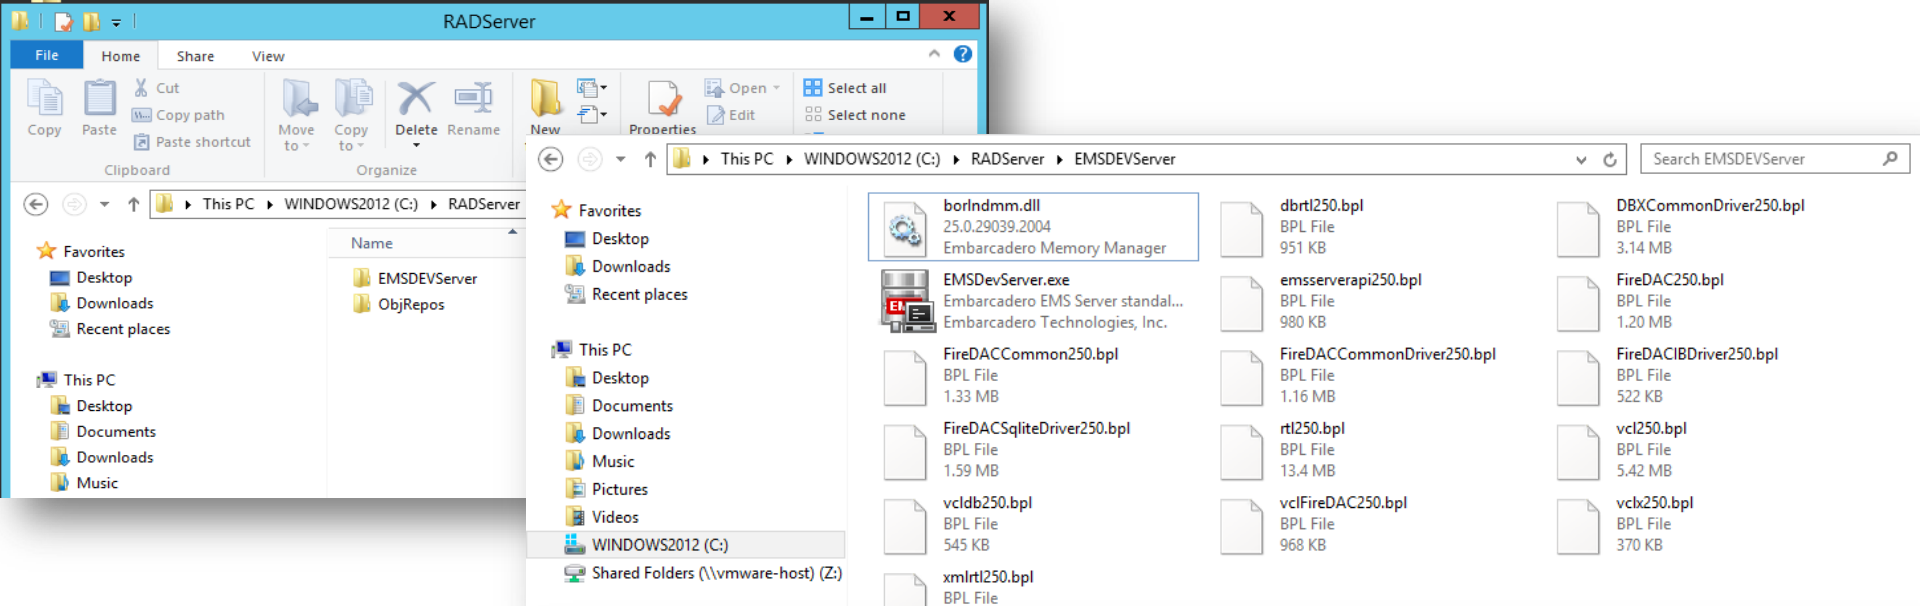 RADServer
File Home Share View
Copy
Paste
Cut
Copy path
Paste shortcut
Clipboard
Move to
Copy to
Delete
Rename
Organize
New
Properties
Open
Edit
Select all
Select none
This PC WINDOWS2012 (C:) RADServer
Favorites
Desktop
Downloads
Recent places
This PC
Desktop
Documents
Downloads
Music
Name
EMSDEVServer
ObjRepos
This PC WINDOWS2012 (C:) RADServer EMSDEVServer
Search EMSDEVServer
Favorites
Desktop
Downloads
Recent places
This PC
Desktop
Documents
Downloads
Music
Pictures
Videos
WINDOWS2012 (C:)
Shared Folders (\\vmware-host) (Z:)
borlndmm.dll
25.0.29039.2004
Embarcadero Memory Manager
dbrtl250.bpl
BPL File
951 KB
DBXCommonDriver250.bpl
BPL File
3.14 MB
EMSDevServer.exe
Embarcadero EMS Server standal...
Embarcadero Technologies, Inc.
emsserverapi250.bpl
BPL File
980 KB
FireDAC250.bpl
BPL File
1.20 MB
FireDACCommon250.bpl
BPL File
1.33 MB
FireDACCommonDriver250.bpl
BPL File
1.16 MB
FireDACIBDriver250.bpl
BPL File
522 KB
FireDACSqliteDriver250.bpl
BPL File
1.59 MB
rtl250.bpl
BPL File
13.4 MB
vcl250.bpl
BPL File
5.42 MB
vcldb250.bpl
BPL File
545 KB
vclFireDAC250.bpl
BPL File
968 KB
vclx250.bpl
BPL File
370 KB
xmlrtl250.bpl
BPL File